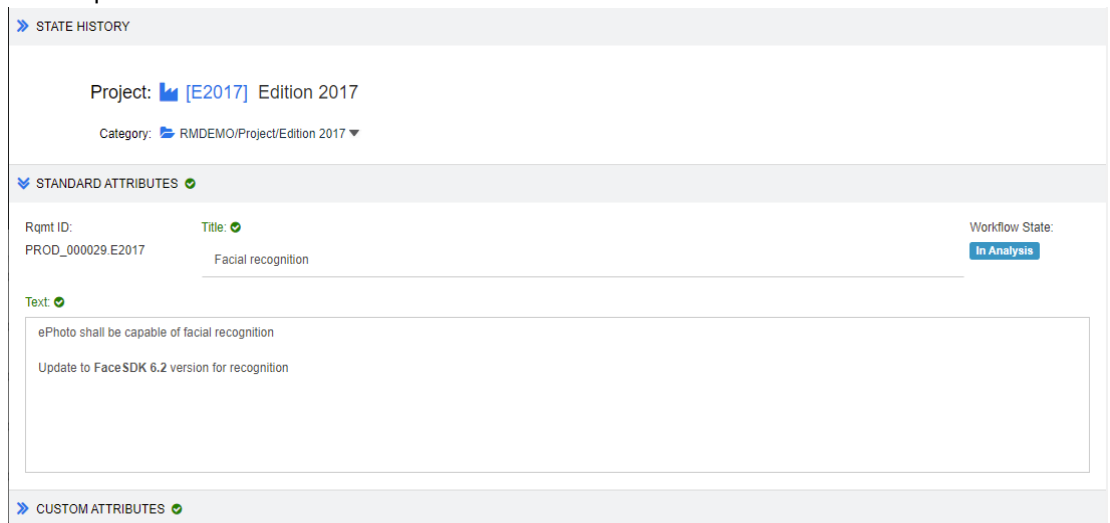 STATE HISTORY
Project: [E2017] Edition 2017
Category: RMDEMO/Project/Edition 2017
STANDARD ATTRIBUTES
Rqmt ID: Title: Workflow State:
PROD_000029.E2017 Facial recognition In Analysis
Text:
ePhoto shall be capable of facial recognition
Update to FaceSDK 6.2 version for recognition
CUSTOM ATTRIBUTES